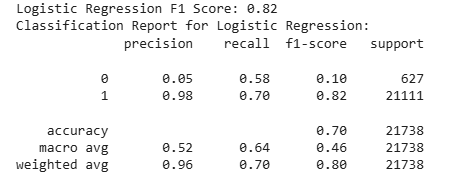 Logistic Regression F1 Score: 0.82
Classification Report for Logistic Regression:
precision recall f1-score support
0 0.05 0.58 0.10 627
1 0.98 0.70 0.82 21111
accuracy 0.70 21738
macro avg 0.52 0.64 0.46 21738
weighted avg 0.96 0.70 0.80 21738